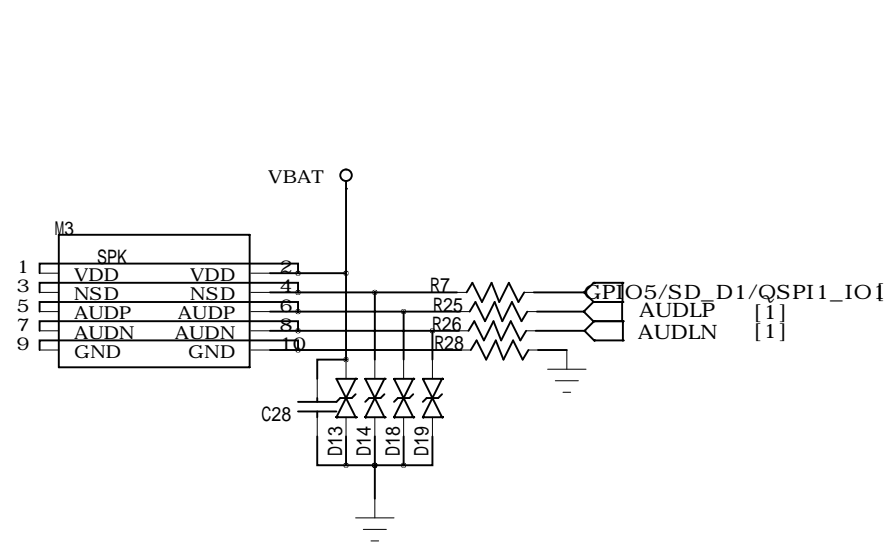 VBAT
M3
SPK
1 VDD VDD 2
3 NSD NSD 4 R7 GPIO5/SD_D1/QSPI1_IO1 [
5 AUDP AUDP 6 R25 AUDLP [1]
7 AUDN AUDN 8 R26 AUDLN [1]
9 GND GND 10 R28
C28
D13 D14 D18 D19